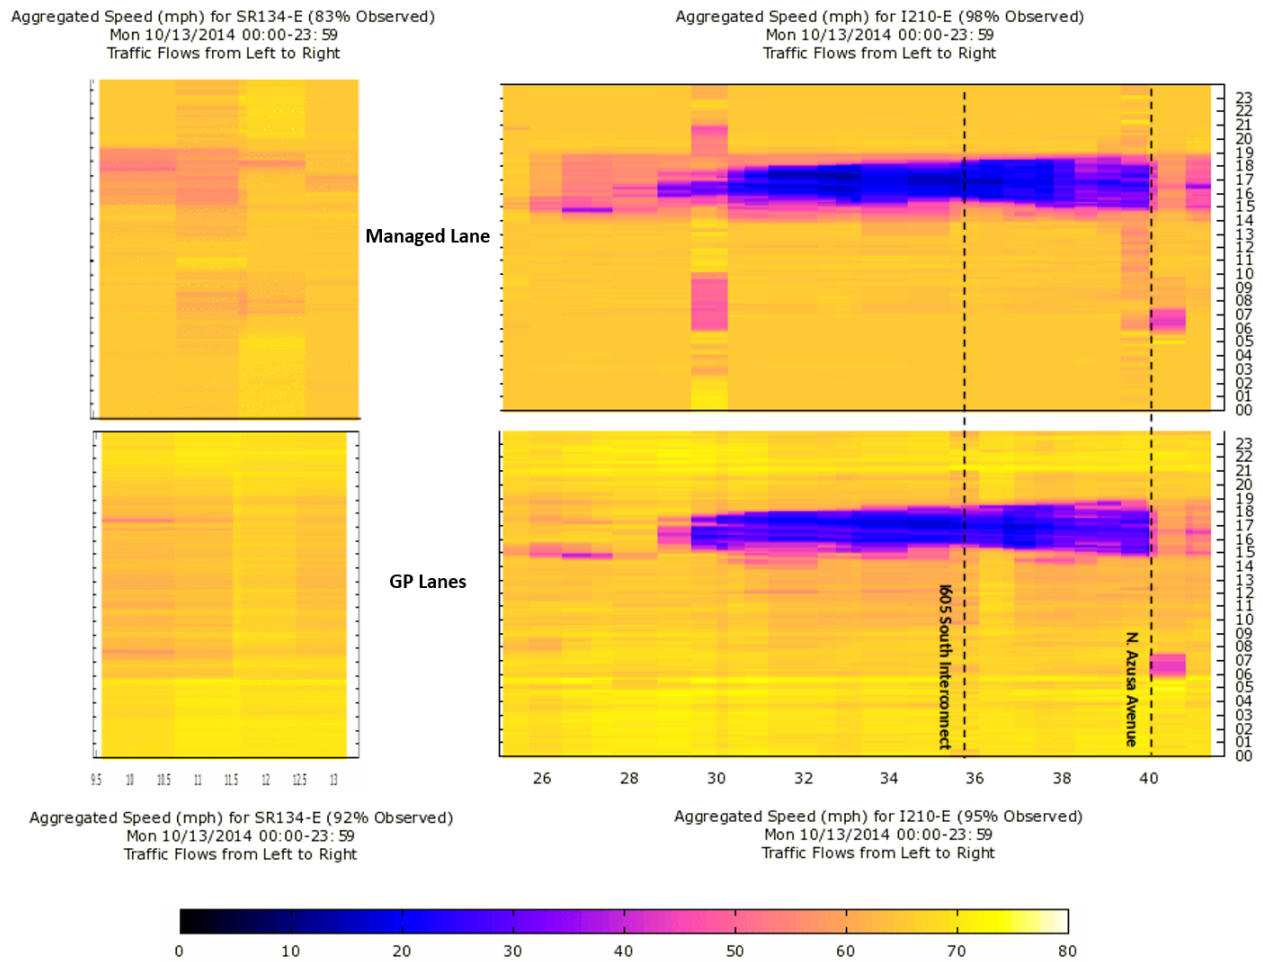 Aggregated Speed (mph) for SR134-E (83% Observed)
Mon 10/13/2014 00:00-23:59
Traffic Flows from Left to Right
Aggregated Speed (mph) for I210-E (98% Observed)
Mon 10/13/2014 00:00-23:59
Traffic Flows from Left to Right
Managed Lane
23
22
21
20
19
18
17
16
15
14
13
12
11
10
09
08
07
06
05
04
03
02
01
00
GP Lanes
I605 South Interconnect
N. Azusa Avenue
23
22
21
20
19
18
17
16
15
14
13
12
11
10
09
08
07
06
05
04
03
02
01
00
9.5 10 10.5 11 11.5 12 12.5 13
26 28 30 32 34 36 38 40
Aggregated Speed (mph) for SR134-E (92% Observed)
Mon 10/13/2014 00:00-23:59
Traffic Flows from Left to Right
Aggregated Speed (mph) for I210-E (95% Observed)
Mon 10/13/2014 00:00-23:59
Traffic Flows from Left to Right
0 10 20 30 40 50 60 70 80